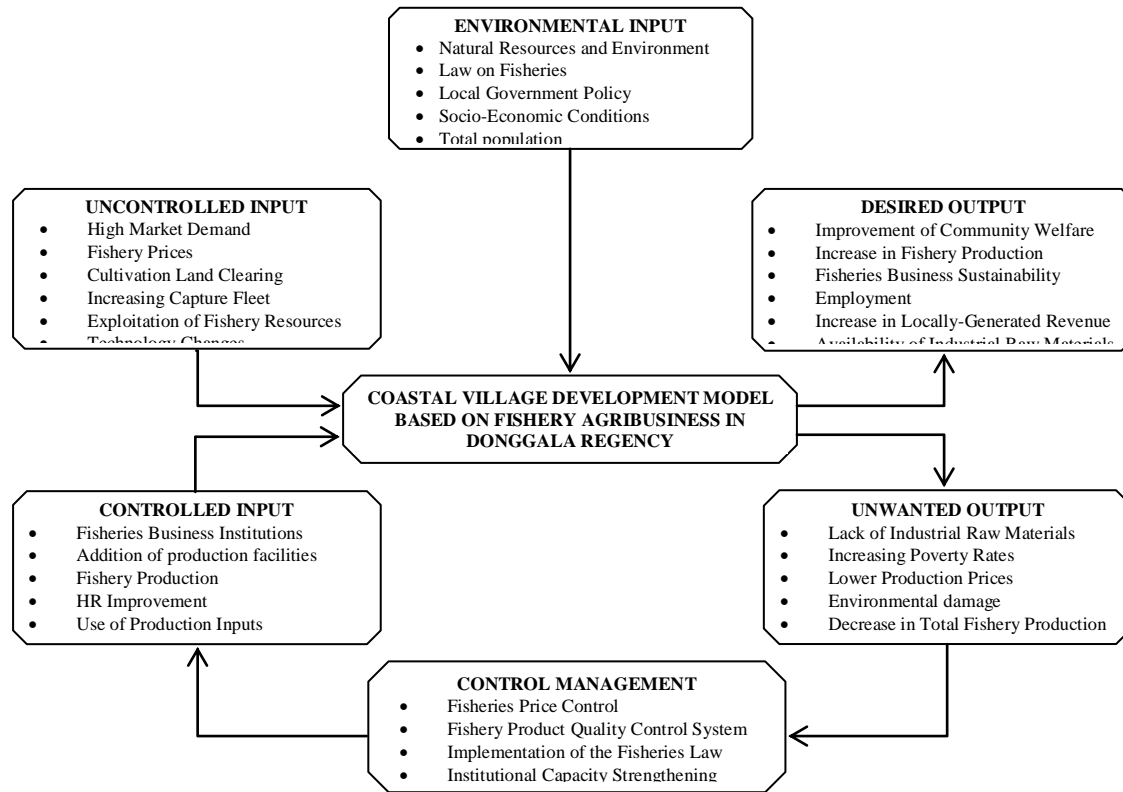 ENVIRONMENTAL INPUT
• Natural Resources and Environment
• Law on Fisheries
• Local Government Policy
• Socio-Economic Conditions
• Total population
UNCONTROLLED INPUT
• High Market Demand
• Fishery Prices
• Cultivation Land Clearing
• Increasing Capture Fleet
• Exploitation of Fishery Resources
• Technology Changes
DESIRED OUTPUT
• Improvement of Community Welfare
• Increase in Fishery Production
• Fisheries Business Sustainability
• Employment
• Increase in Locally-Generated Revenue
• Availability of Industrial Raw Materials
COASTAL VILLAGE DEVELOPMENT MODEL
BASED ON FISHERY AGRIBUSINESS IN
DONGGALA REGENCY
CONTROLLED INPUT
• Fisheries Business Institutions
• Addition of production facilities
• Fishery Production
• HR Improvement
• Use of Production Inputs
UNWANTED OUTPUT
• Lack of Industrial Raw Materials
• Increasing Poverty Rates
• Lower Production Prices
• Environmental damage
• Decrease in Total Fishery Production
CONTROL MANAGEMENT
• Fisheries Price Control
• Fishery Product Quality Control System
• Implementation of the Fisheries Law
• Institutional Capacity Strengthening